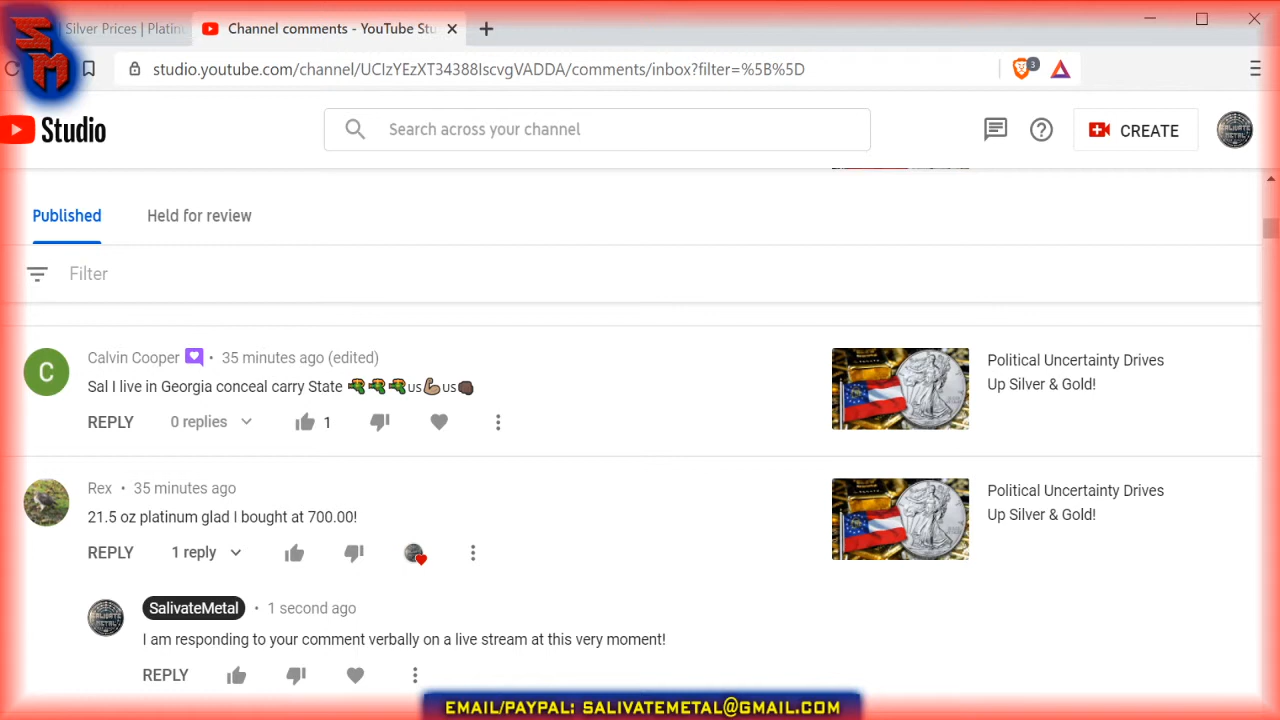 SM
Silver Prices | Platinu
Channel comments - YouTube Stu
studio.youtube.com/channel/UCIzYEzXT34388IscvgVADDA/comments/inbox?filter=%5B%5D
3
Studio
Search across your channel
CREATE
Published
Held for review
Filter
C
Calvin Cooper • 35 minutes ago (edited)
Sal I live in Georgia conceal carry State 🔫🔫🔫us💪🏽us✊🏿
REPLY 0 replies 1
Political Uncertainty Drives
Up Silver & Gold!
Rex • 35 minutes ago
21.5 oz platinum glad I bought at 700.00!
REPLY 1 reply
Political Uncertainty Drives
Up Silver & Gold!
SalivateMetal • 1 second ago
I am responding to your comment verbally on a live stream at this very moment!
REPLY
EMAIL/PAYPAL: SALIVATEMETAL@GMAIL.COM